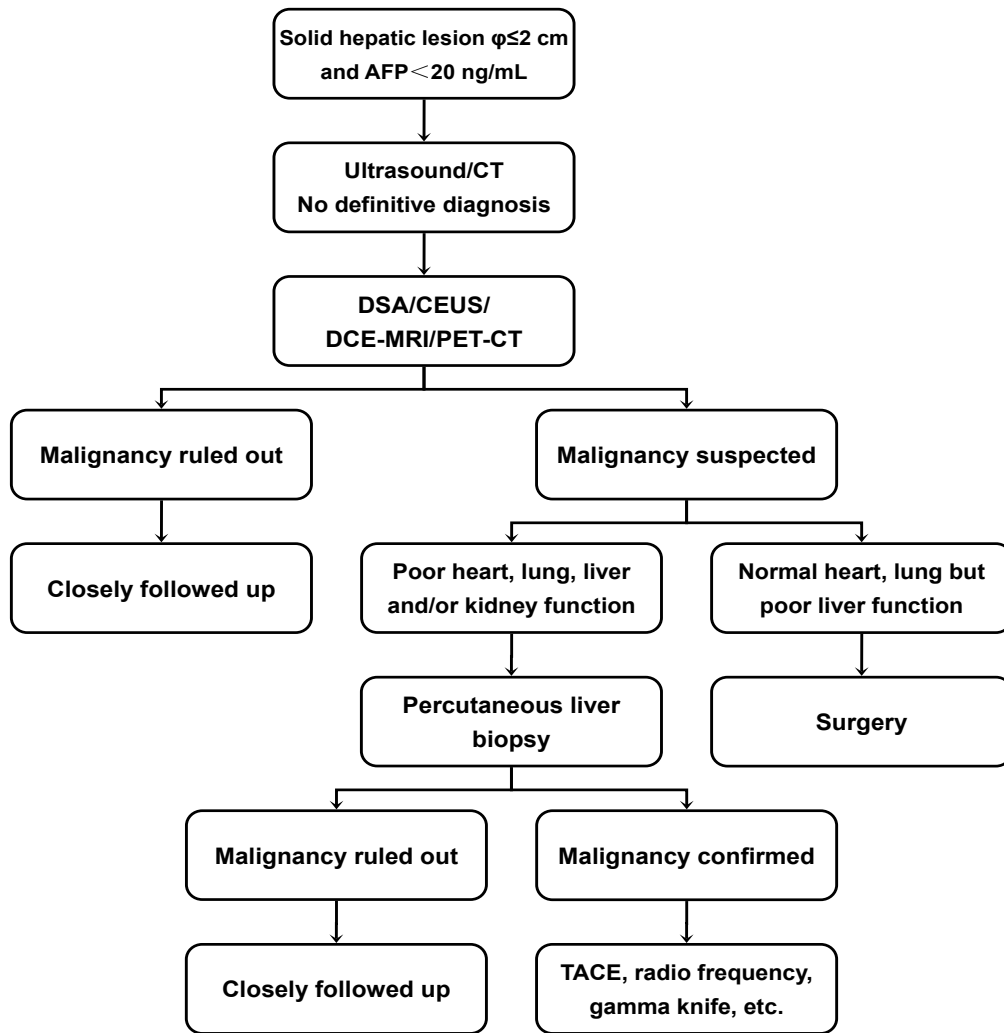 Solid hepatic lesion φ≤2 cm
and AFP＜20 ng/mL
Ultrasound/CT
No definitive diagnosis
DSA/CEUS/
DCE-MRI/PET-CT
Malignancy ruled out
Malignancy suspected
Closely followed up
Poor heart, lung, liver
and/or kidney function
Normal heart, lung but
poor liver function
Percutaneous liver
biopsy
Surgery
Malignancy ruled out
Malignancy confirmed
Closely followed up
TACE, radio frequency,
gamma knife, etc.